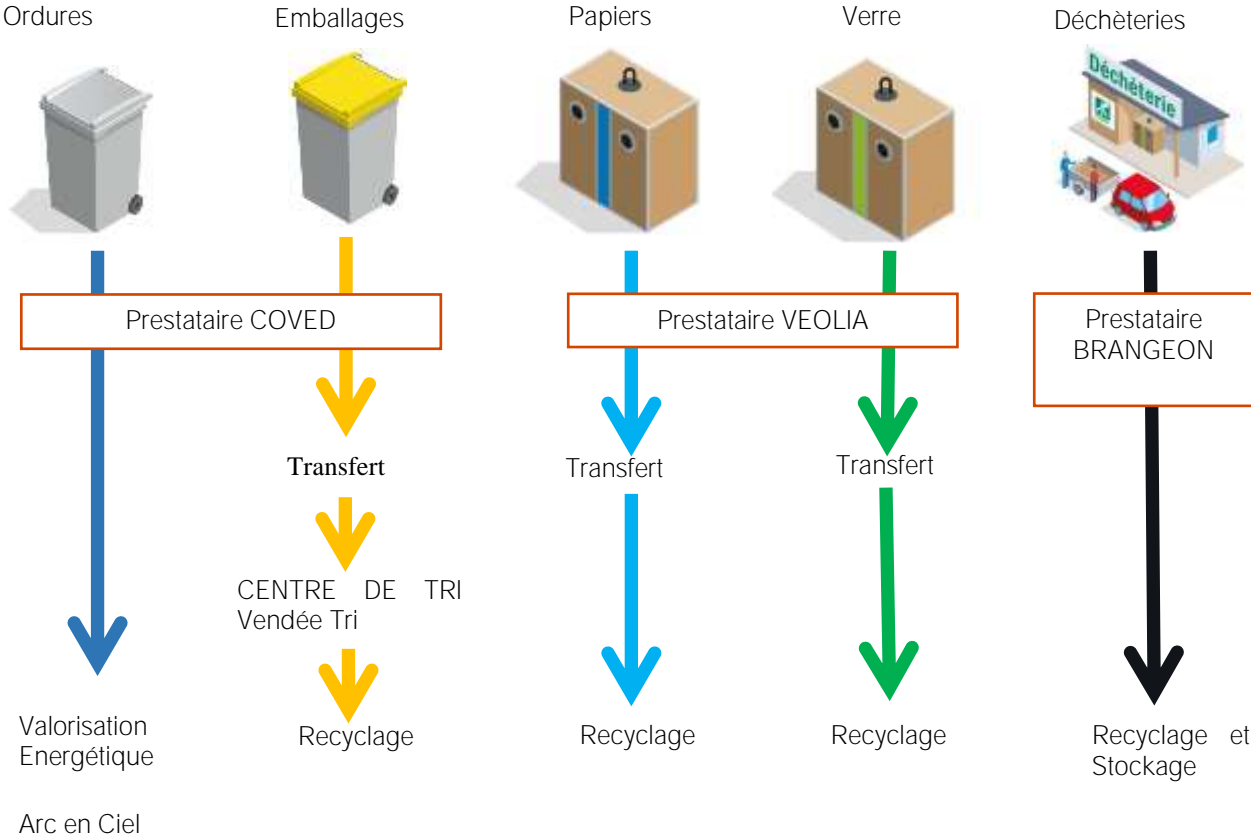 Ordures
Emballages
Papiers
Verre
Déchèteries
Déchèterie
Prestataire COVED
Prestataire VEOLIA
Prestataire
BRANGEON
Transfert
Transfert
Transfert
CENTRE DE TRI
Vendée Tri
Valorisation
Energétique
Arc en Ciel
Recyclage
Recyclage
Recyclage
Recyclage et
Stockage